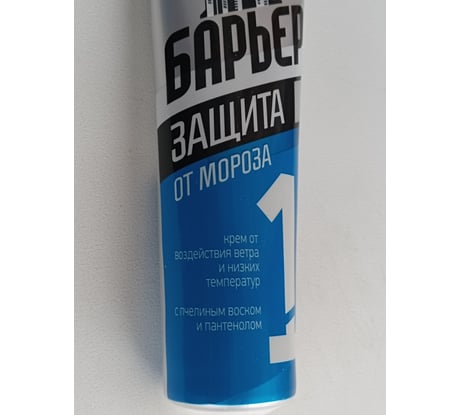 БАРЬЕР
ЗАЩИТА
ОТ МОРОЗА
1
крем от
воздействия ветра
и низких
температур
с пчелиным воском
и пантенолом